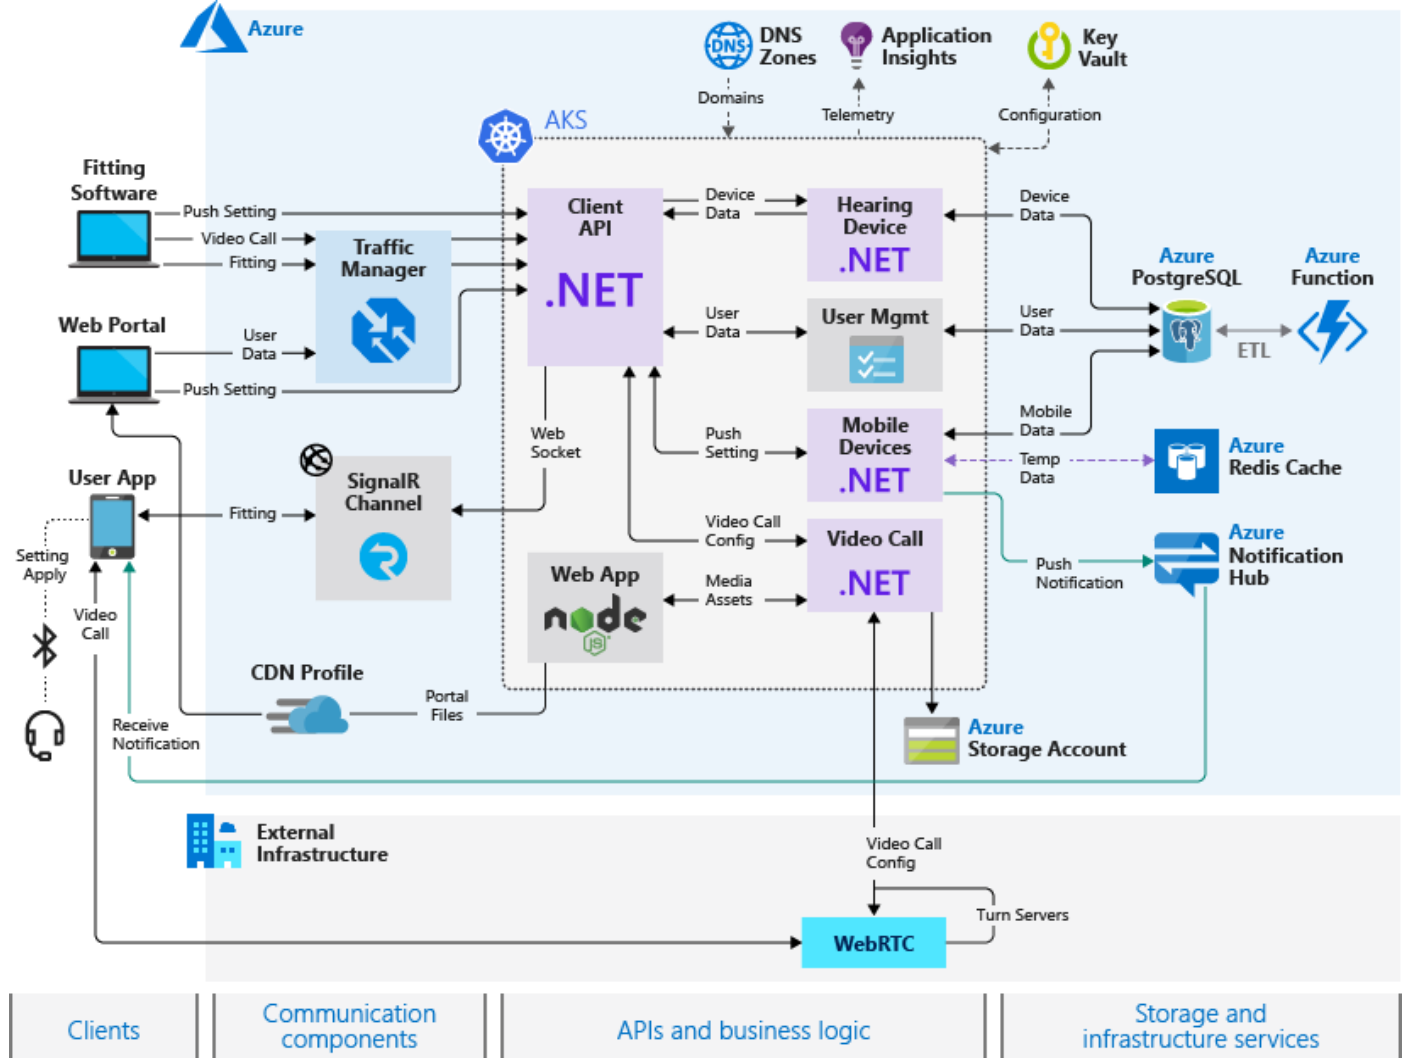 Azure
DNS
DNS
Zones
Application
Insights
Key
Vault
Domains
Telemetry
Configuration
AKS
Fitting
Software
Push Setting
Video Call
Fitting
Traffic
Manager
Client
API
.NET
Device
Data
Hearing
Device
.NET
Device
Data
Azure
PostgreSQL
Azure
Function
Web Portal
User
Data
Push Setting
User
Data
User Mgmt
User
Data
ETL
Web
Socket
Push
Setting
Mobile
Devices
.NET
Mobile
Data
Temp
Data
Azure
Redis Cache
User App
Fitting
SignalR
Channel
Setting
Apply
Video
Call
Video Call
Config
Video Call
.NET
Push
Notification
Azure
Notification
Hub
Web App
node
JS
Media
Assets
CDN Profile
Portal
Files
Receive
Notification
Azure
Storage Account
External
Infrastructure
Video Call
Config
Turn Servers
WebRTC
Clients
Communication
components
APIs and business logic
Storage and
infrastructure services